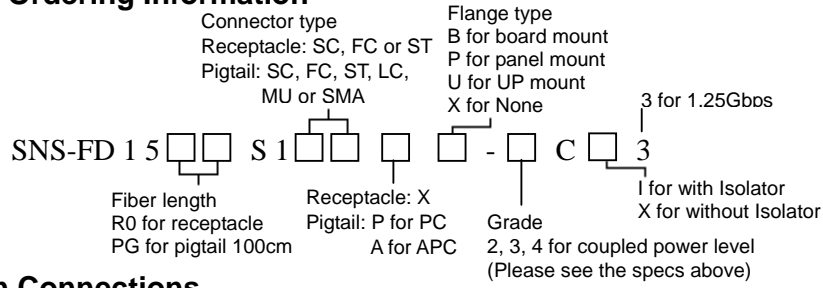 Ordering Information
Connector type
Receptacle: SC, FC or ST
Pigtail: SC, FC, ST, LC,
MU or SMA
Flange type
B for board mount
P for panel mount
U for UP mount
X for None
3 for 1.25Gbps
SNS-FD 1 5□□ S 1□□ □ □ - □ C □ 3
Fiber length
R0 for receptacle
PG for pigtail 100cm
Receptacle: X
Pigtail: P for PC
A for APC
Grade
2, 3, 4 for coupled power level
(Please see the specs above)
I for with Isolator
X for without Isolator
Connections